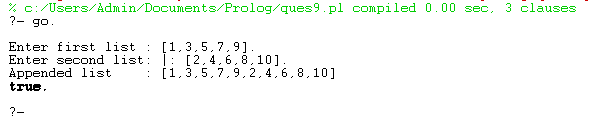 % c:/Users/Admin/Documents/Prolog/ques9.pl compiled 0.00 sec, 3 clauses
?- go.
Enter first list : [1,3,5,7,9].
Enter second list: |: [2,4,6,8,10].
Appended list    : [1,3,5,7,9,2,4,6,8,10]
true.
?-